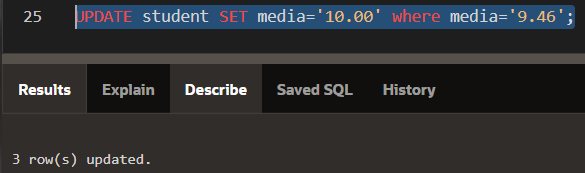 25 UPDATE student SET media='10.00' where media='9.46';
Results Explain Describe Saved SQL History
3 row(s) updated.